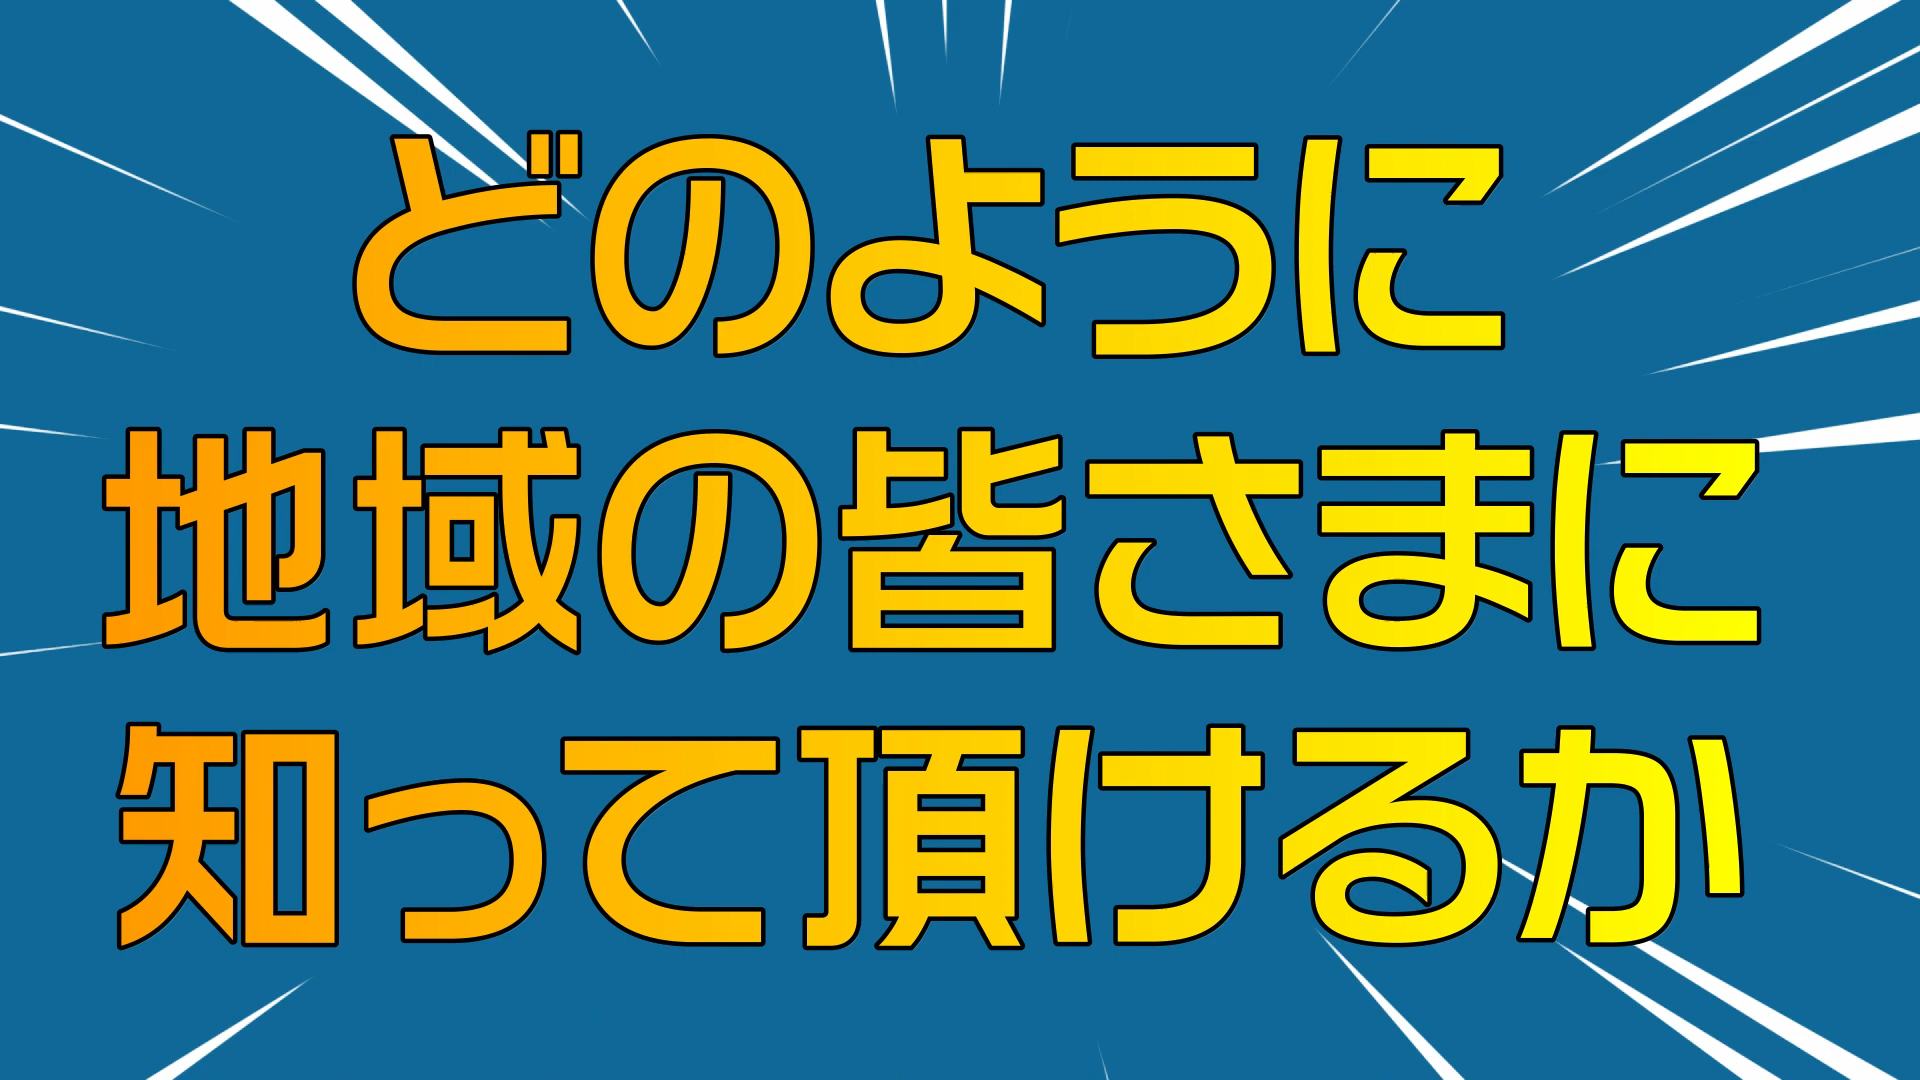 どのように
地域の皆さまに
知って頂けるか